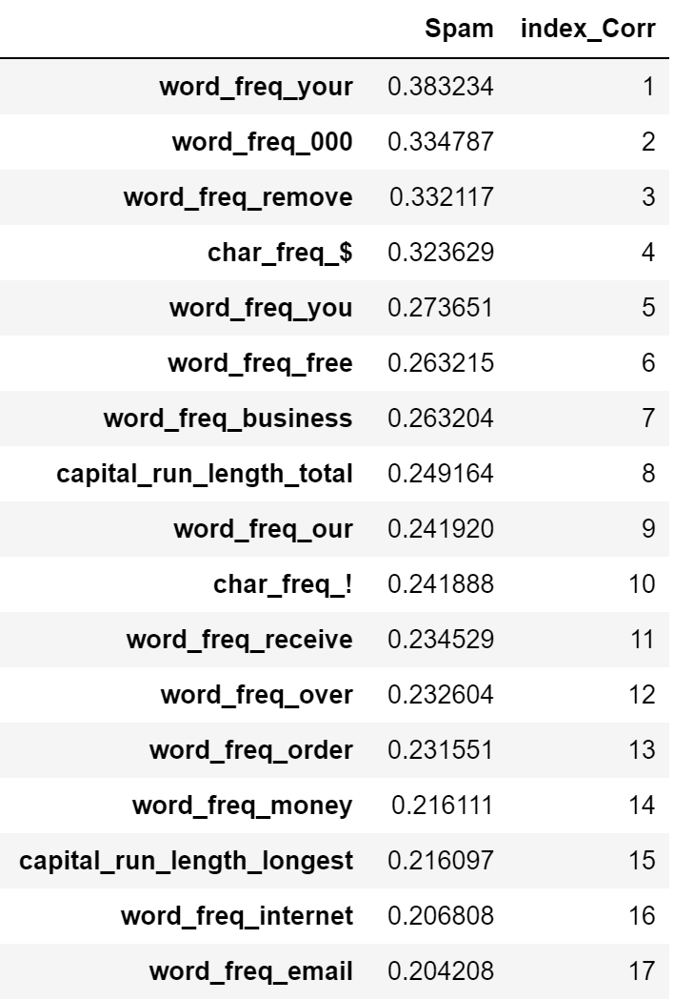 Spam index_Corr
word_freq_your 0.383234 1
word_freq_000 0.334787 2
word_freq_remove 0.332117 3
char_freq_$ 0.323629 4
word_freq_you 0.273651 5
word_freq_free 0.263215 6
word_freq_business 0.263204 7
capital_run_length_total 0.249164 8
word_freq_our 0.241920 9
char_freq_! 0.241888 10
word_freq_receive 0.234529 11
word_freq_over 0.232604 12
word_freq_order 0.231551 13
word_freq_money 0.216111 14
capital_run_length_longest 0.216097 15
word_freq_internet 0.206808 16
word_freq_email 0.204208 17